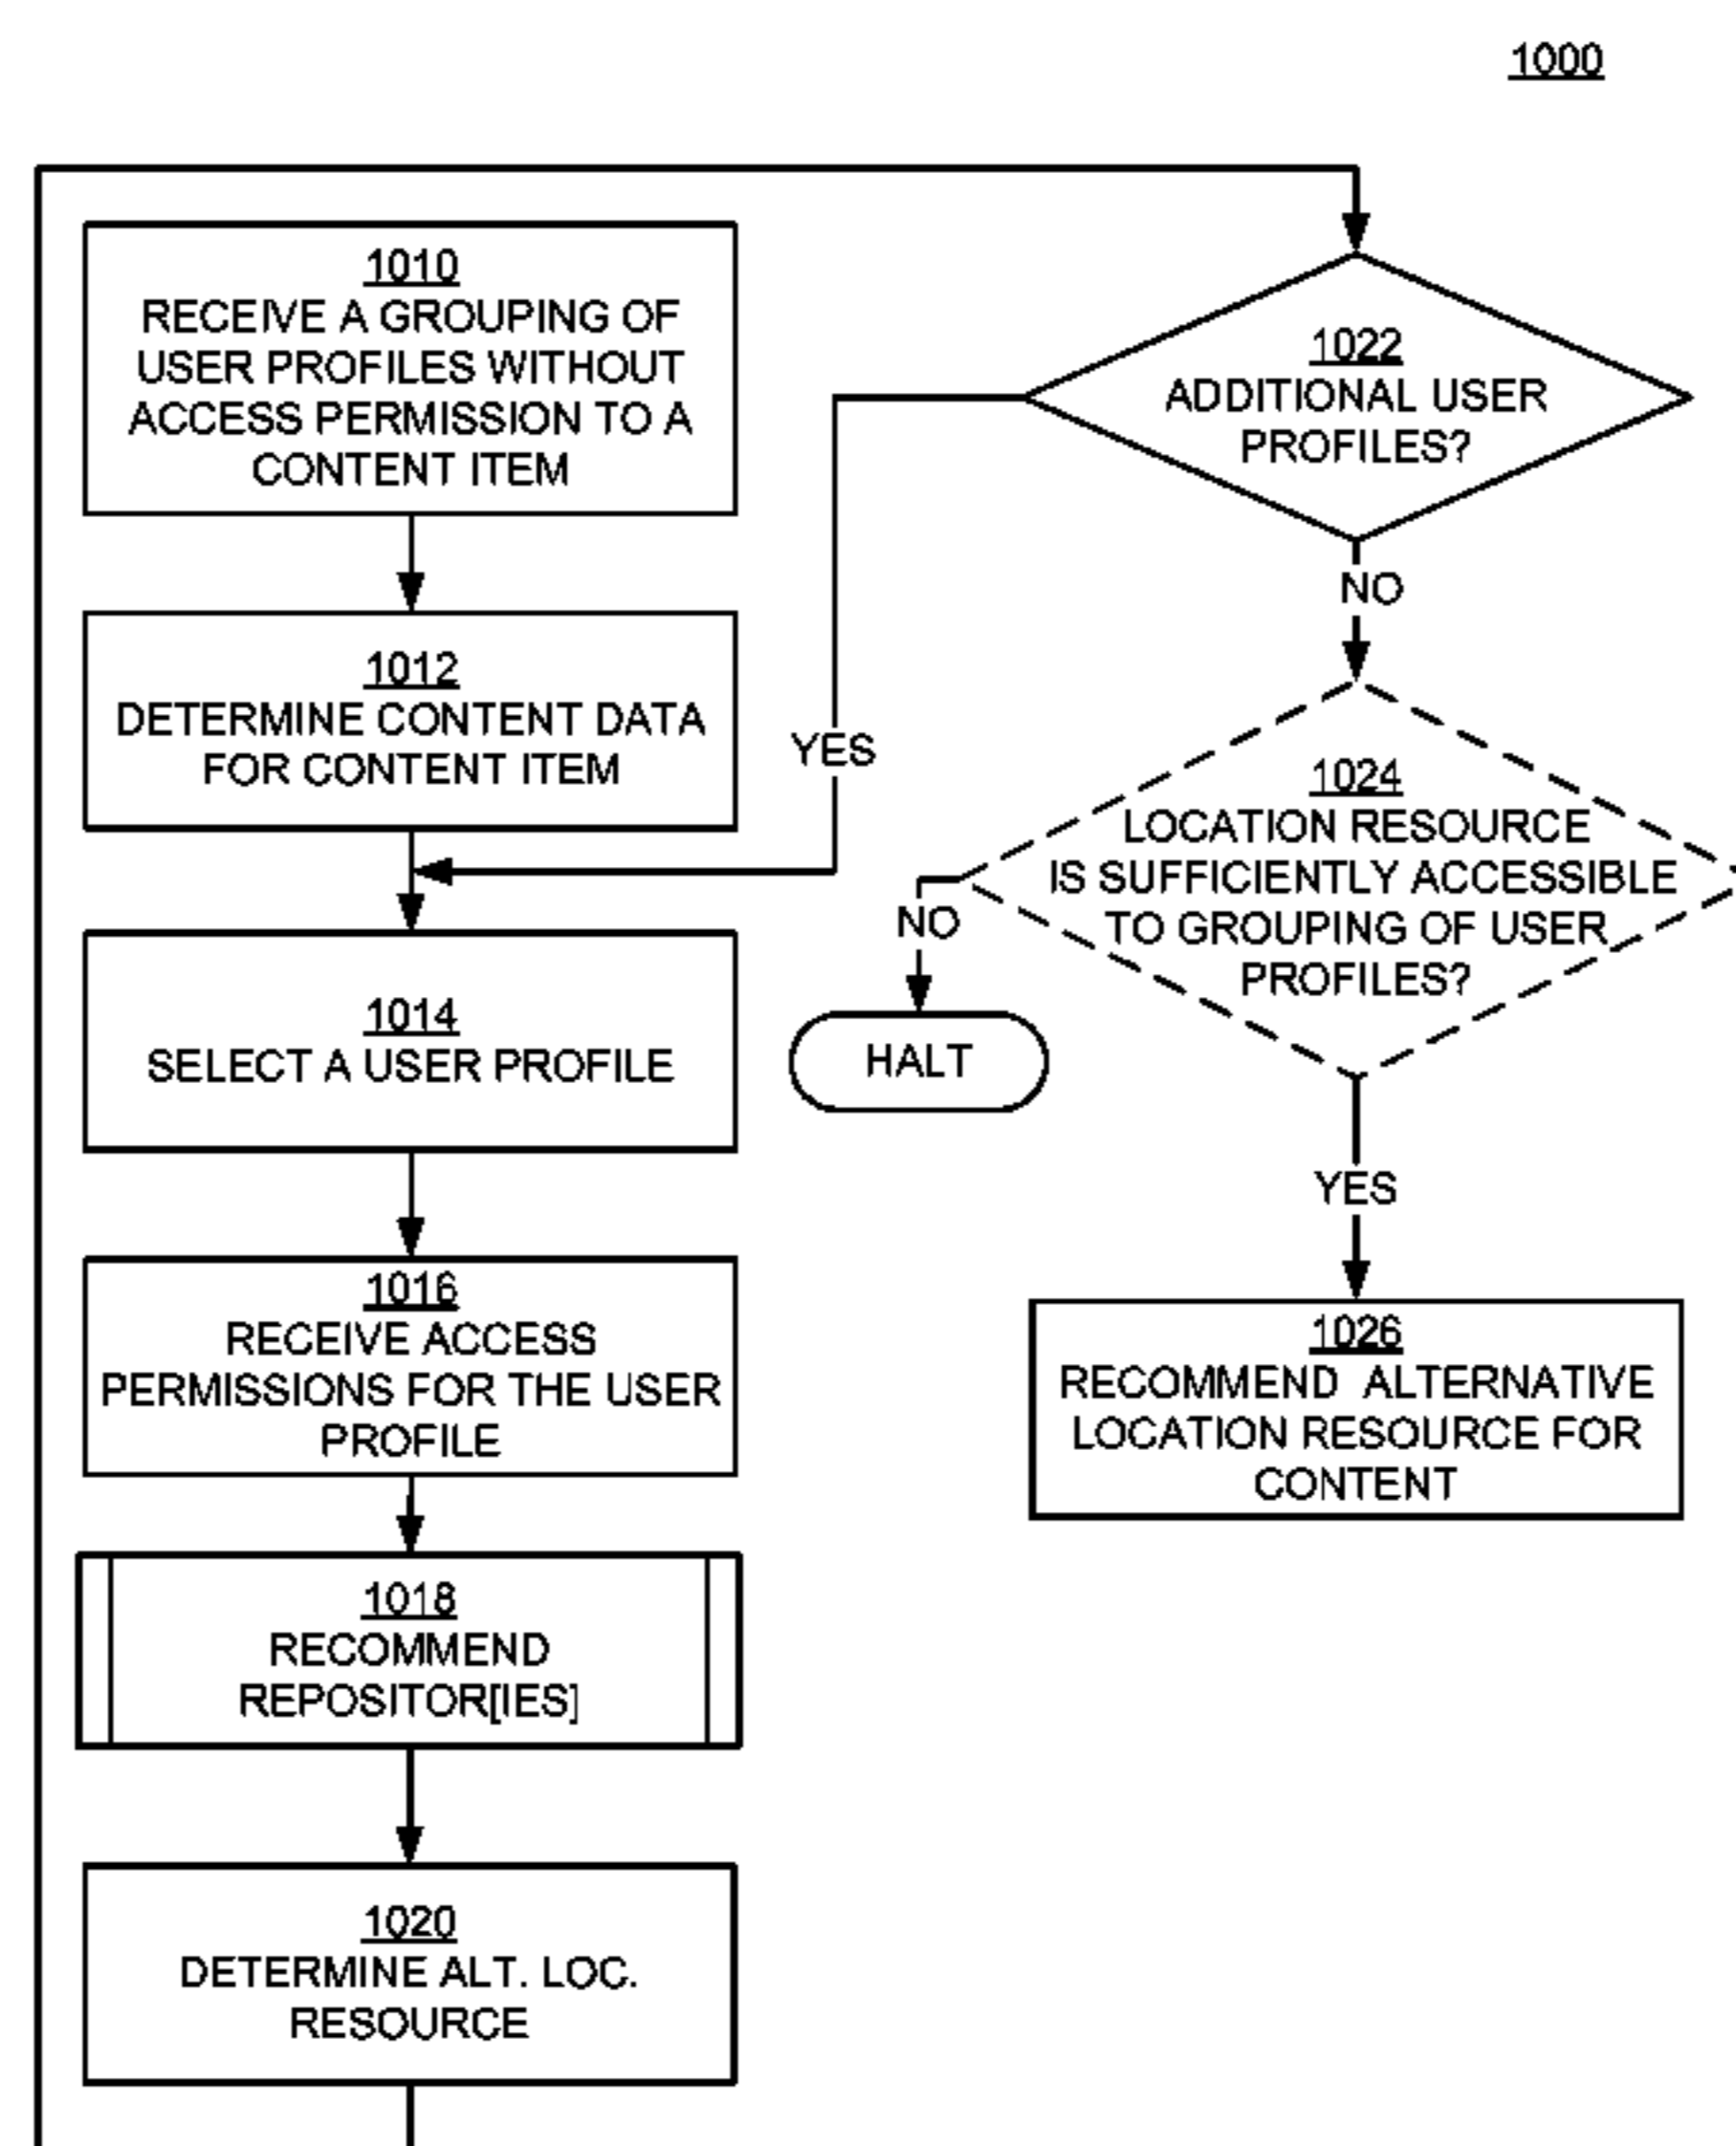 1000
1010
RECEIVE A GROUPING OF
USER PROFILES WITHOUT
ACCESS PERMISSION TO A
CONTENT ITEM
1012
DETERMINE CONTENT DATA
FOR CONTENT ITEM
1014
SELECT A USER PROFILE
1016
RECEIVE ACCESS
PERMISSIONS FOR THE USER
PROFILE
1018
RECOMMEND
REPOSITOR[IES]
1020
DETERMINE ALT. LOC.
RESOURCE
1022
ADDITIONAL USER
PROFILES?
YES
NO
1024
LOCATION RESOURCE
IS SUFFICIENTLY ACCESSIBLE
TO GROUPING OF USER
PROFILES?
NO
HALT
YES
1026
RECOMMEND ALTERNATIVE
LOCATION RESOURCE FOR
CONTENT